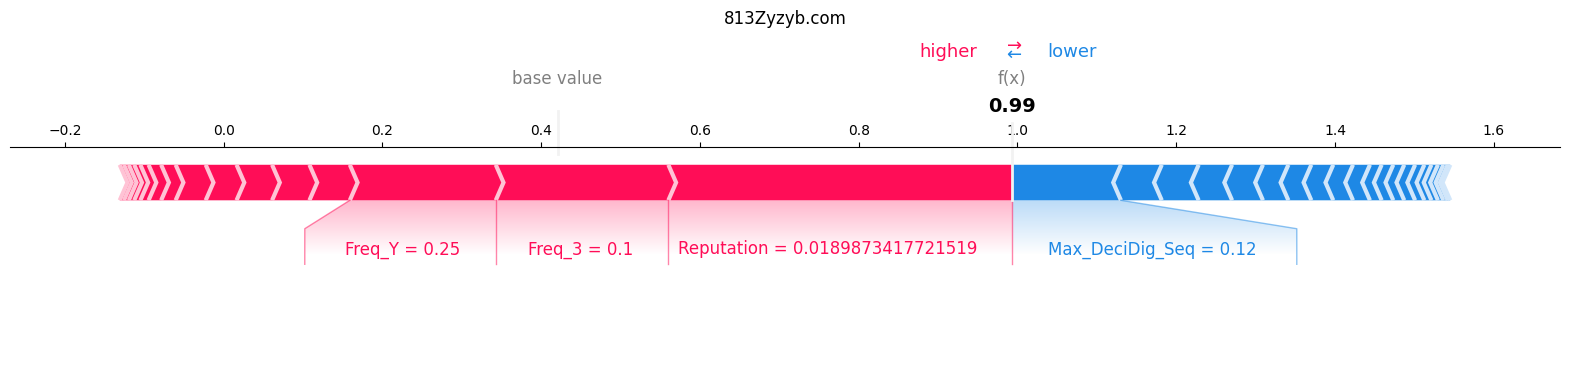 813Zyzyb.com
higher → lower
←
base value f(x)
0.99
−0.2 0.0 0.2 0.4 0.6 0.8 1.0 1.2 1.4 1.6
Freq_Y = 0.25 Freq_3 = 0.1 Reputation = 0.0189873417721519 Max_DeciDig_Seq = 0.12